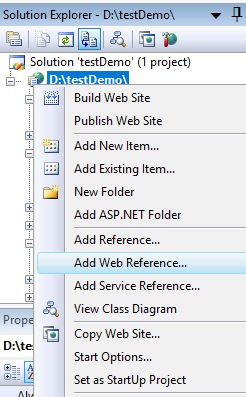 Solution Explorer - D:\testDemo\
Solution 'testDemo' (1 project)
D:\testDemo\
Build Web Site
Publish Web Site
Add New Item...
Add Existing Item...
New Folder
Add ASP.NET Folder
Add Reference...
Add Web Reference...
Add Service Reference...
View Class Diagram
Copy Web Site...
Start Options...
Set as StartUp Project
Prope
D:\te